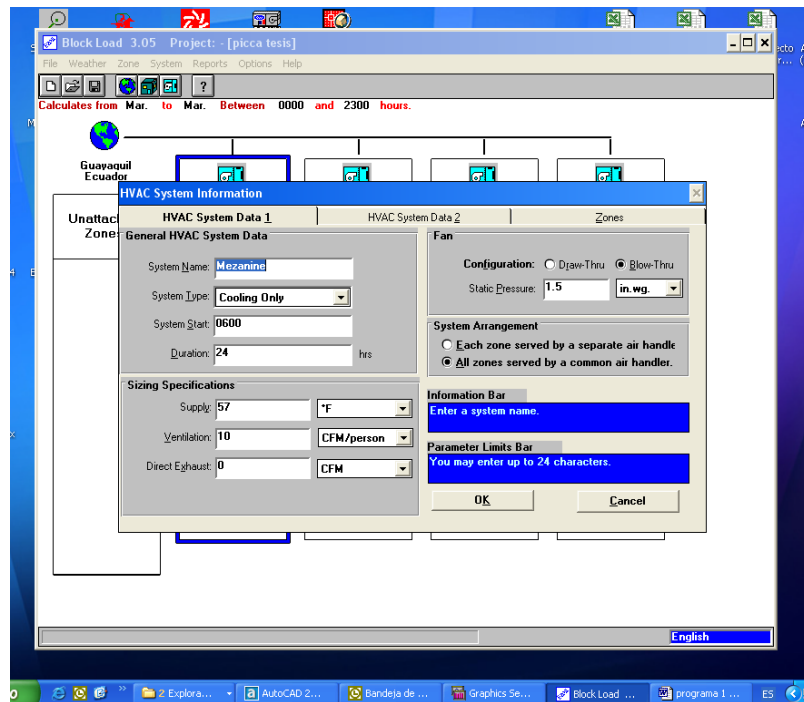 Block Load 3.05 Project: - [picca tesis]
File Weather Zone System Reports Options Help
?
Calculates from Mar. to Mar. Between 0000 and 2300 hours.
Guayaquil
Ecuador
HVAC System Information
Unattac
Zone
HVAC System Data 1 HVAC System Data 2 Zones
General HVAC System Data
System Name: Mezanine
System Type: Cooling Only
System Start: 0600
Duration: 24 hrs
Sizing Specifications
Supply: 57 °F
Ventilation: 10 CFM/person
Direct Exhaust: 0 CFM
Fan
Configuration: Draw-Thru Blow-Thru
Static Pressure: 1.5 in.wg.
System Arrangement
Each zone served by a separate air handle
All zones served by a common air handler.
Information Bar
Enter a system name.
Parameter Limits Bar
You may enter up to 24 characters.
OK Cancel
English
2 Explora... AutoCAD 2... Bandeja de ... Graphics Se... Block Load ... programa 1 ... ES